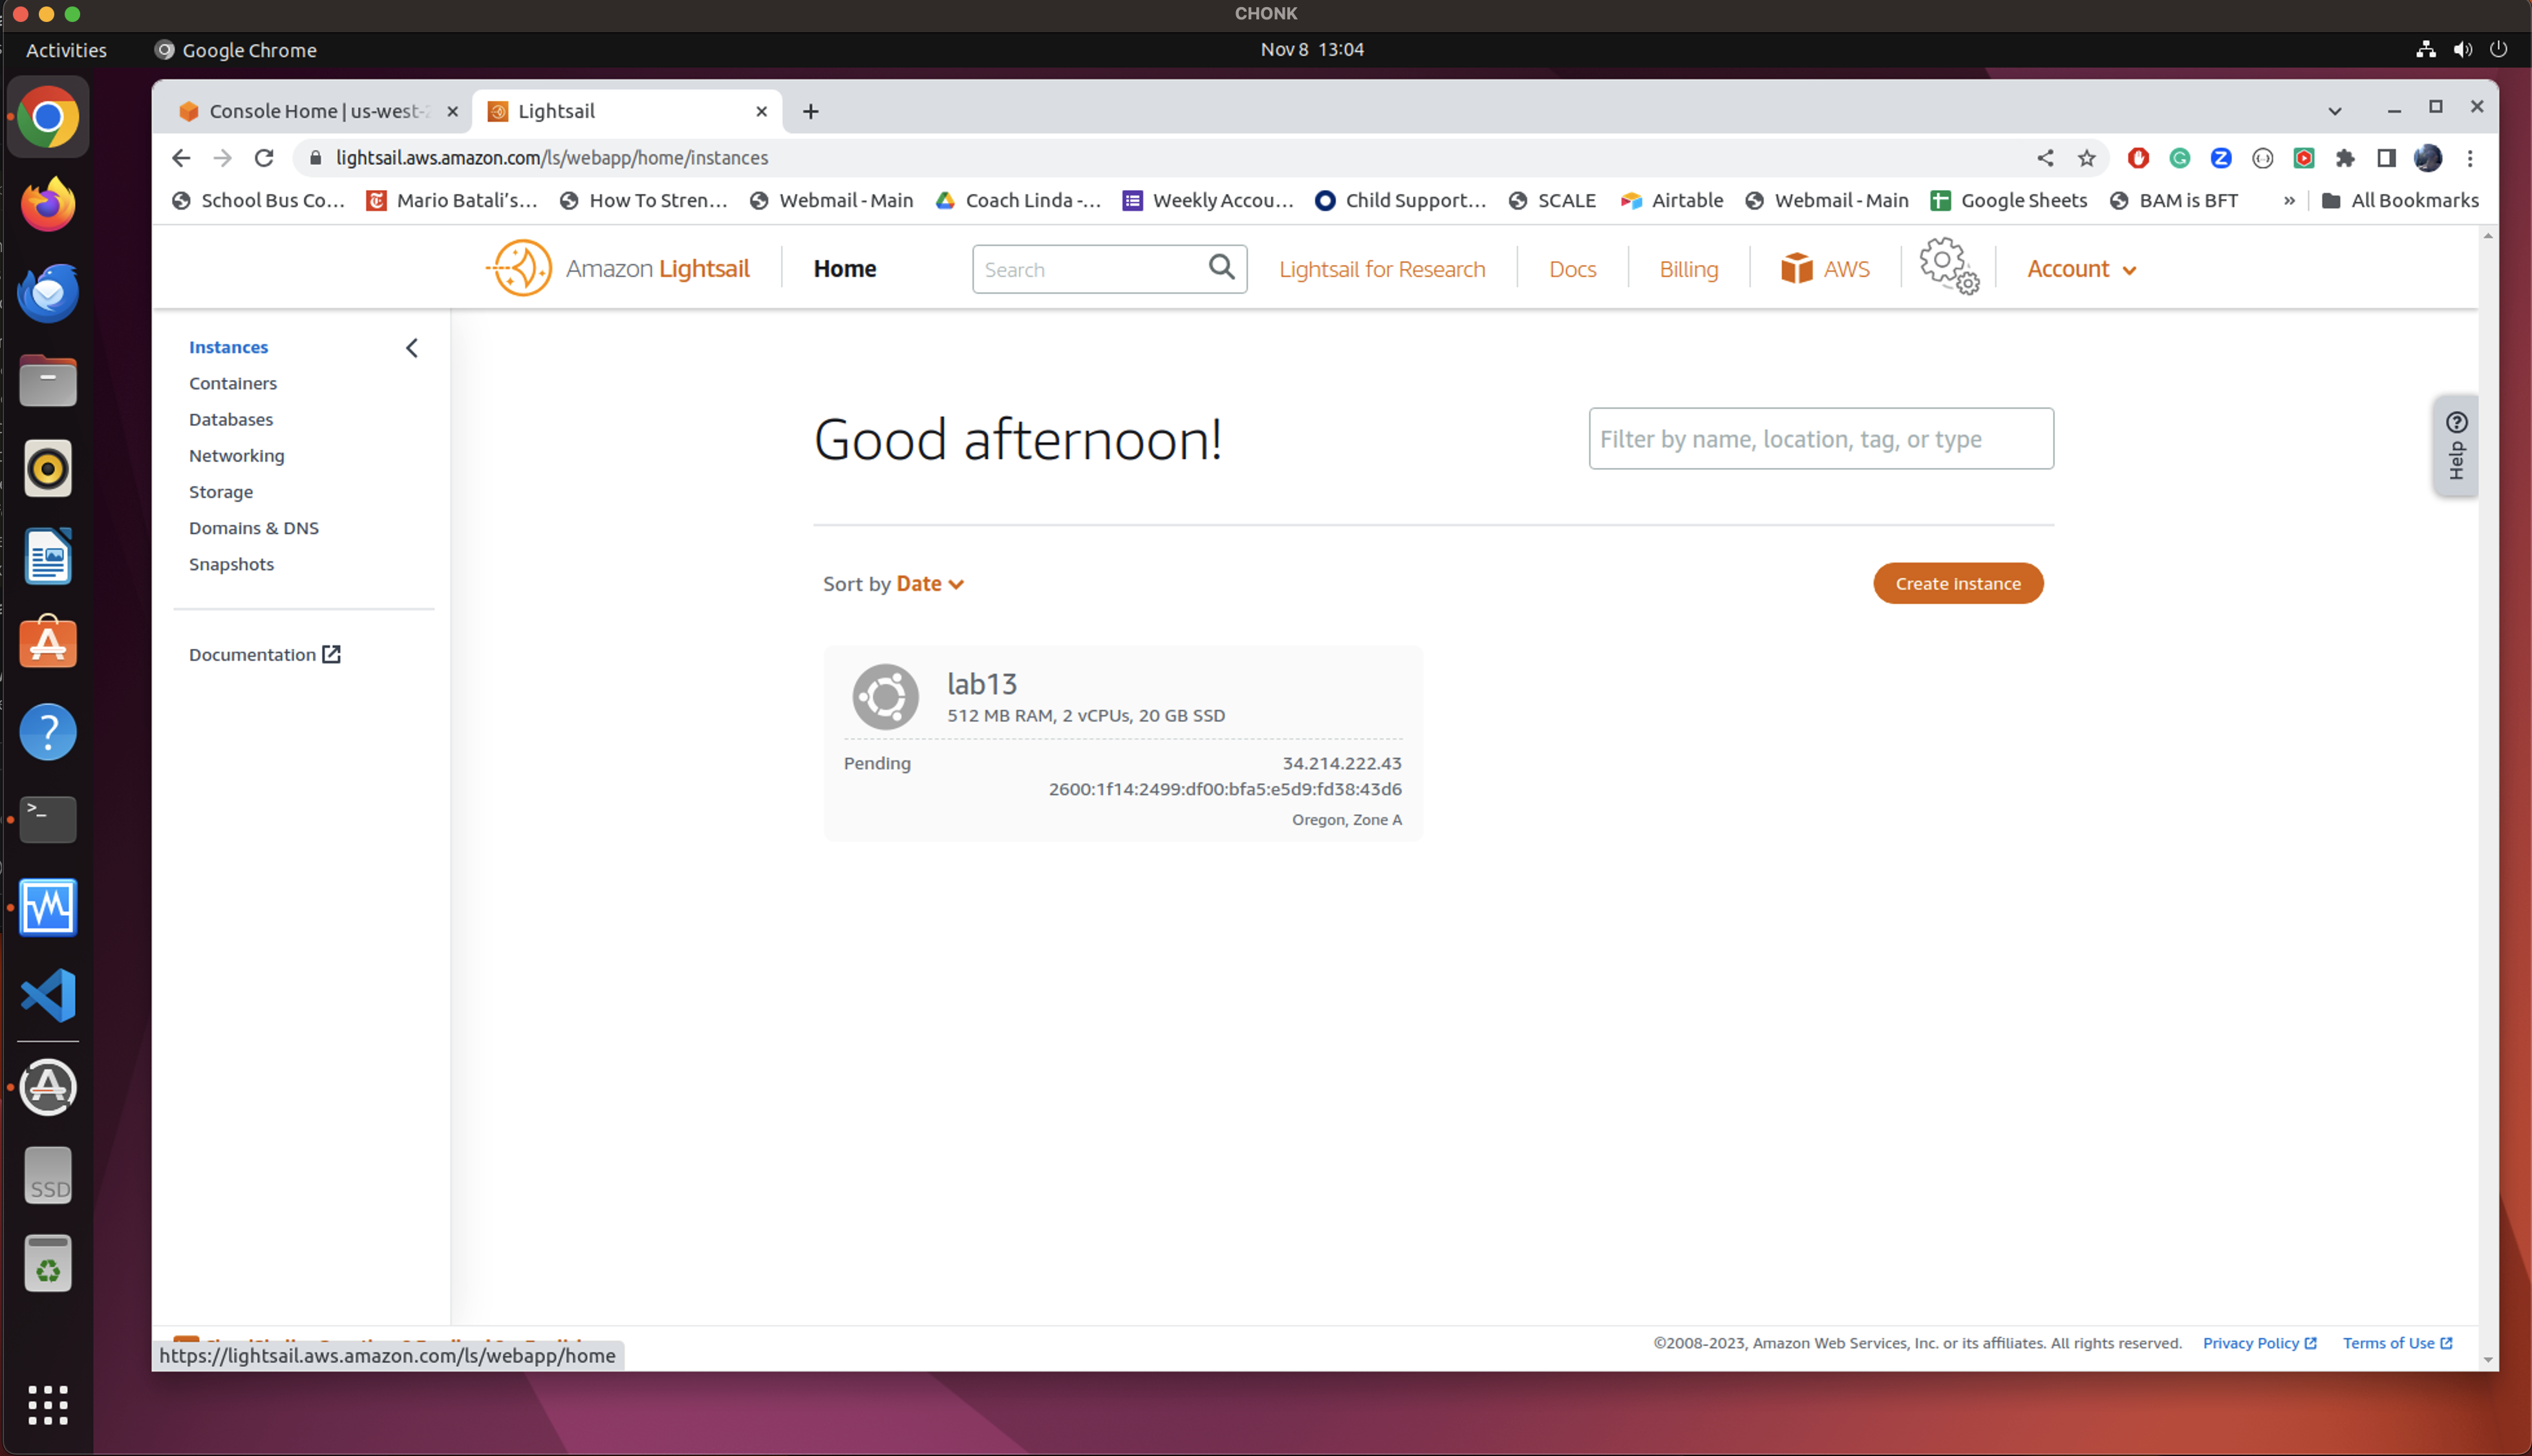 CHONK
Activities
Google Chrome
Nov 8 13:04
Console Home | us-west-2
Lightsail
lightsail.aws.amazon.com/ls/webapp/home/instances
School Bus Co...
Mario Batali's...
How To Stren...
Webmail - Main
Coach Linda -...
Weekly Accou...
Child Support...
SCALE
Airtable
Webmail - Main
Google Sheets
BAM is BFT
»
All Bookmarks
Amazon Lightsail
Home
Search
Lightsail for Research
Docs
Billing
AWS
Account
Instances
Containers
Databases
Networking
Storage
Domains & DNS
Snapshots
Documentation
Good afternoon!
Filter by name, location, tag, or type
Help
Sort by Date
Create instance
lab13
512 MB RAM, 2 vCPUs, 20 GB SSD
Pending
34.214.222.43
2600:1f14:2499:df00:bfa5:e5d9:fd38:43d6
Oregon, Zone A
SSD
©2008-2023, Amazon Web Services, Inc. or its affiliates. All rights reserved.
Privacy Policy
Terms of Use
https://lightsail.aws.amazon.com/ls/webapp/home